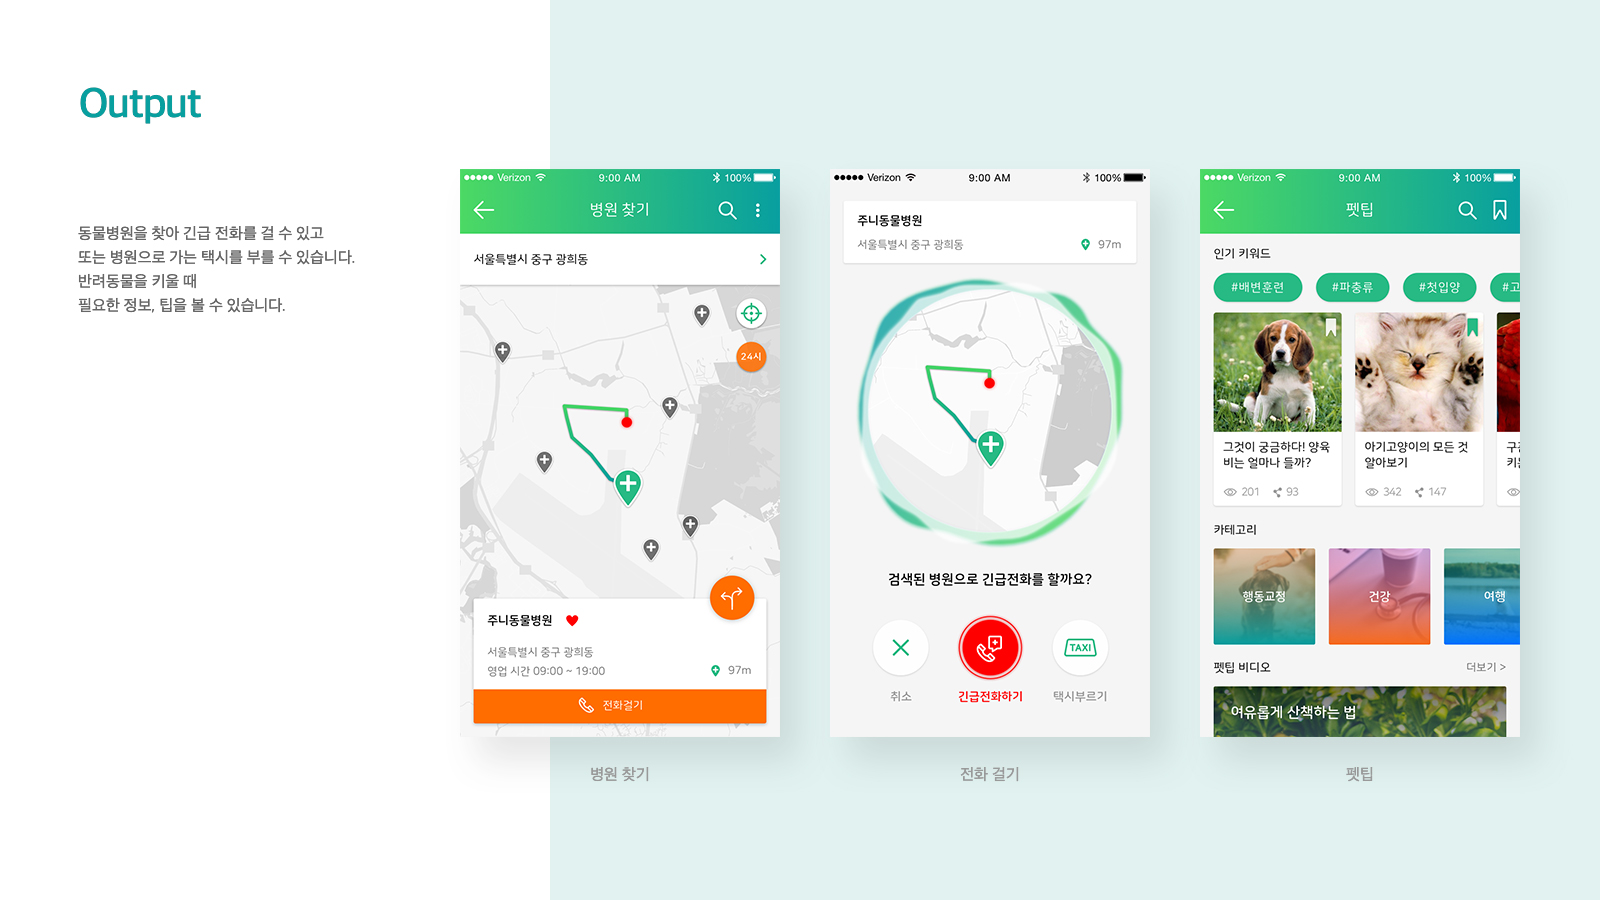 Output
동물병원을 찾아 긴급 전화를 걸 수 있고
또는 병원으로 가는 택시를 부를 수 있습니다.
반려동물을 키울 때
필요한 정보, 팁을 볼 수 있습니다.
Verizon 9:00 AM 100%
병원 찾기
서울특별시 중구 광희동
24시
주니동물병원
서울특별시 중구 광희동
영업 시간 09:00 ~ 19:00 97m
전화걸기
병원 찾기
Verizon 9:00 AM 100%
주니동물병원
서울특별시 중구 광희동 97m
검색된 병원으로 긴급전화를 할까요?
TAXI
취소 긴급전화하기 택시부르기
전화 걸기
Verizon 9:00 AM 100%
펫팁
인기 키워드
#배변훈련 #파충류 #첫입양 #고
그것이 궁금하다! 양육
비는 얼마나 들까?
201 93
아기고양이의 모든 것
알아보기
342 147
카테고리
행동교정 건강 여행
펫팁 비디오 더보기 >
여유롭게 산책하는 법
펫팁